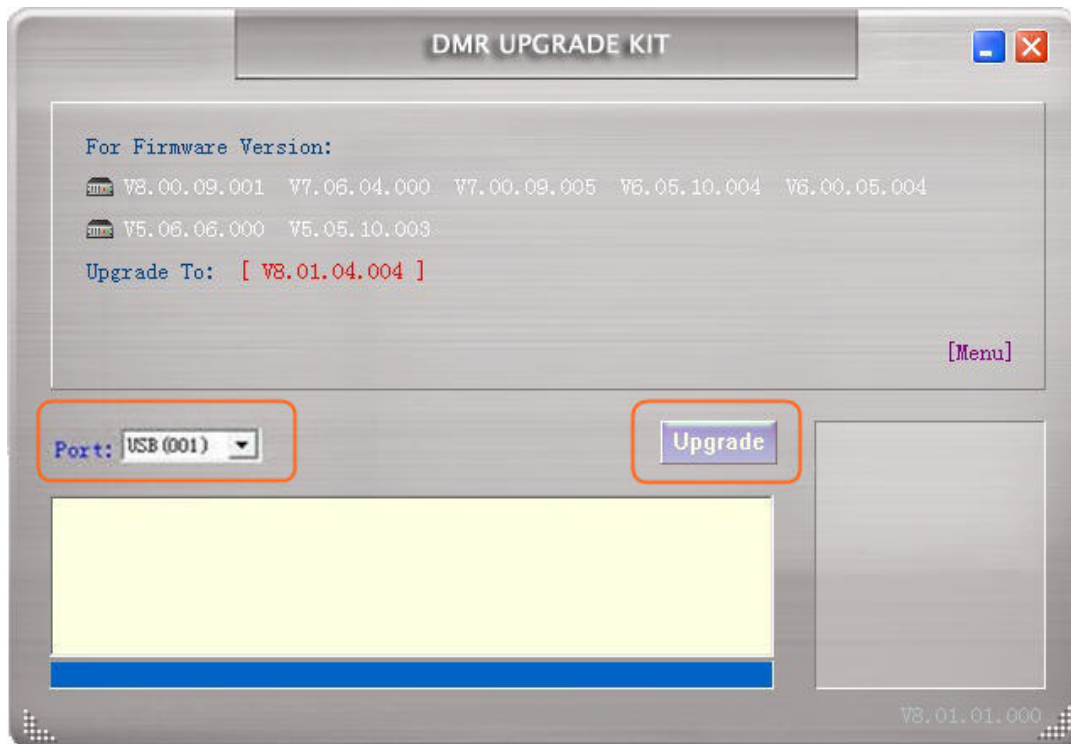 DMR UPGRADE KIT
For Firmware Version:
V8.00.09.001 V7.06.04.000 V7.00.09.005 V6.05.10.004 V6.00.05.004
V5.06.06.000 V5.05.10.003
Upgrade To: [ V8.01.04.004 ]
[Menu]
Port: USB(001) Upgrade
V8.01.01.000